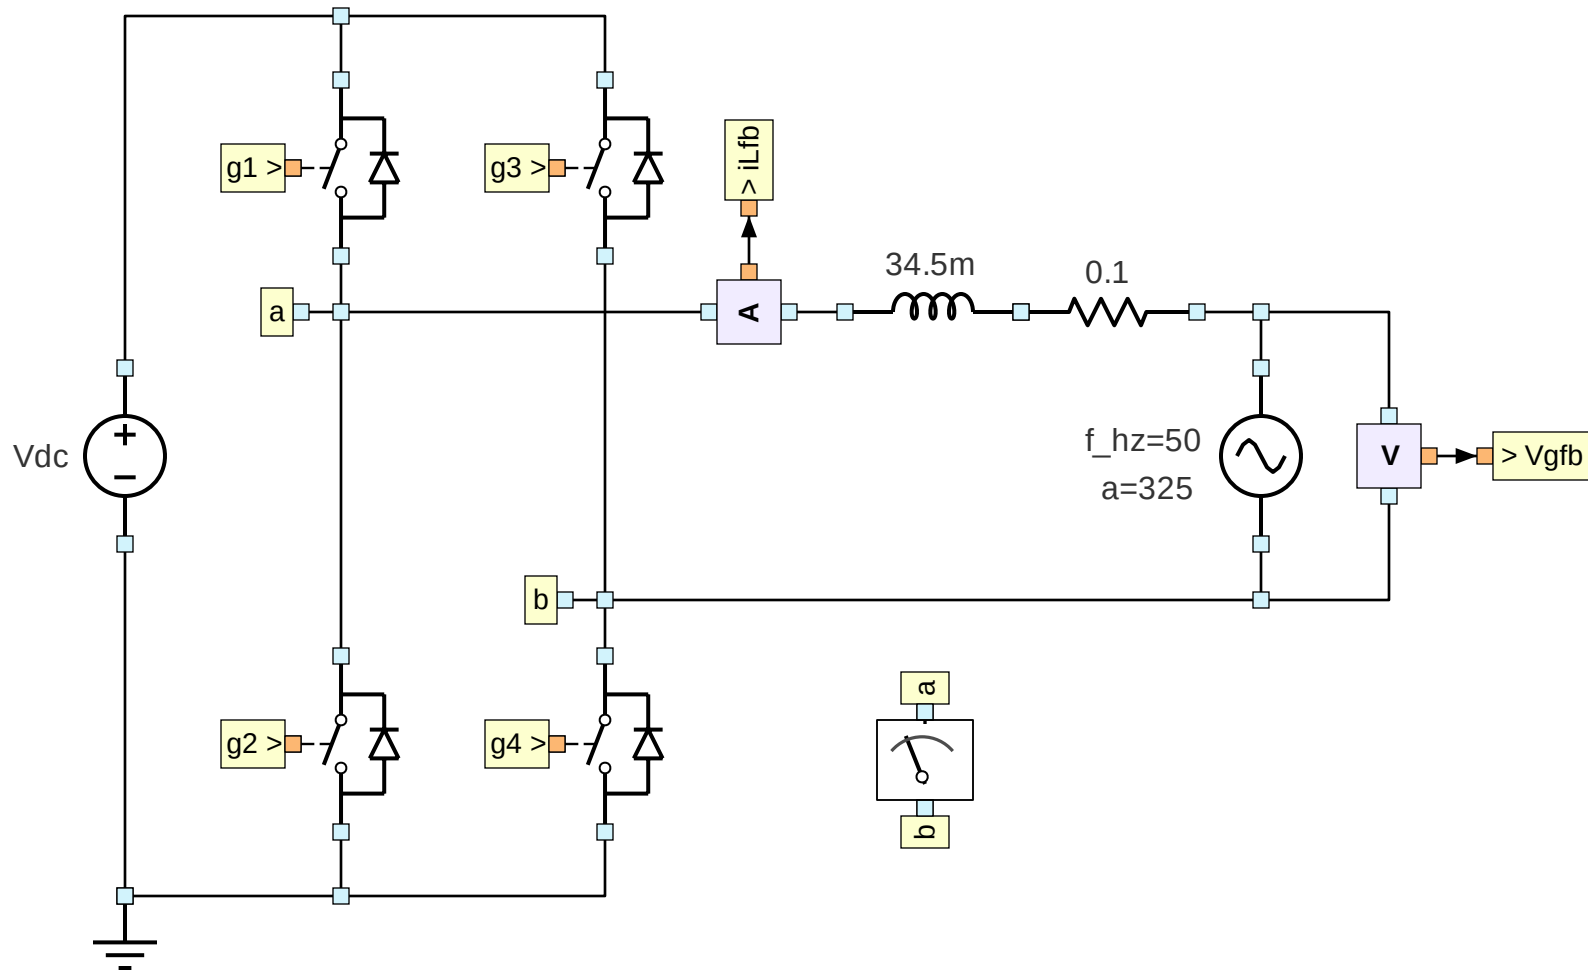 g1 >
g3 >
> iLfb
34.5m
0.1
a
A
Vdc
f_hz=50
a=325
V
> Vgfb
b
a
g2 >
g4 >
b